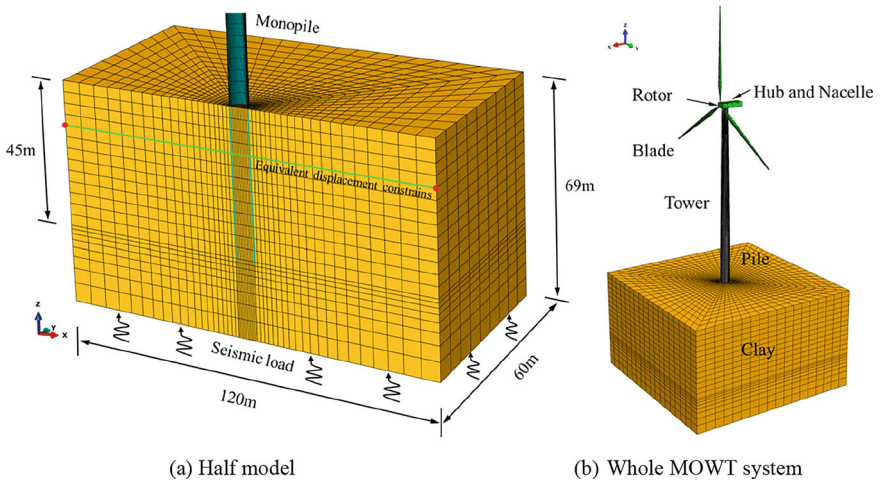 Monopile
45m
Equivalent displacement constrains
69m
Z
Y
X
Seismic load
120m
60m
(a) Half model
Z
X
Y
Rotor
Hub and Nacelle
Blade
Tower
Pile
Clay
(b) Whole MOWT system